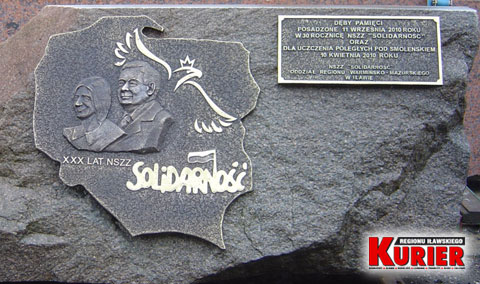 DĘBY PAMIĘCI
POSADZONE 11 WRZEŚNIA 2010 ROKU
W 30 ROCZNICĘ NSZZ "SOLIDARNOŚĆ"
ORAZ
DLA UCZCZENIA POLEGŁYCH POD SMOLEŃSKIEM
10 KWIETNIA 2010 ROKU
NSZZ "SOLIDARNOŚĆ"
ODDZIAŁ REGIONU WARMIŃSKO-MAZURSKIEGO
W IŁAWIE
XXX LAT NSZZ
SOLIDARNOŚĆ
REGIONU IŁAWSKIEGO
KURIER